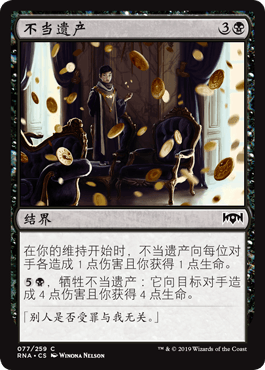 不当遗产 3
结界
在你的维持开始时，不当遗产向每位对
手各造成 1 点伤害且你获得 1 点生命。
5，牺牲不当遗产：它向目标对手造
成 4 点伤害且你获得 4 点生命。
「别人是否受罪与我无关。」
077/259 C
RNA • CS WINONA NELSON
™ & © 2019 Wizards of the Coast